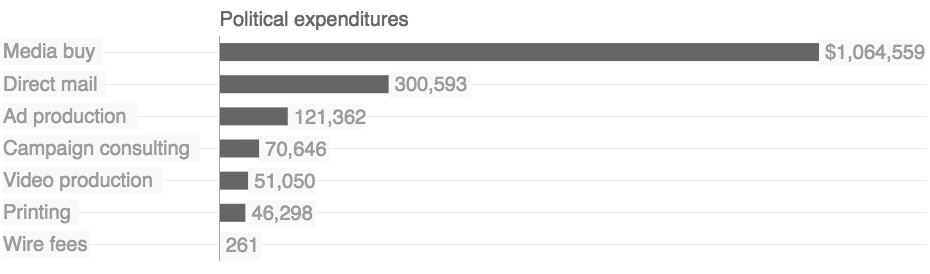 Political expenditures
Media buy $1,064,559
Direct mail 300,593
Ad production 121,362
Campaign consulting 70,646
Video production 51,050
Printing 46,298
Wire fees 261